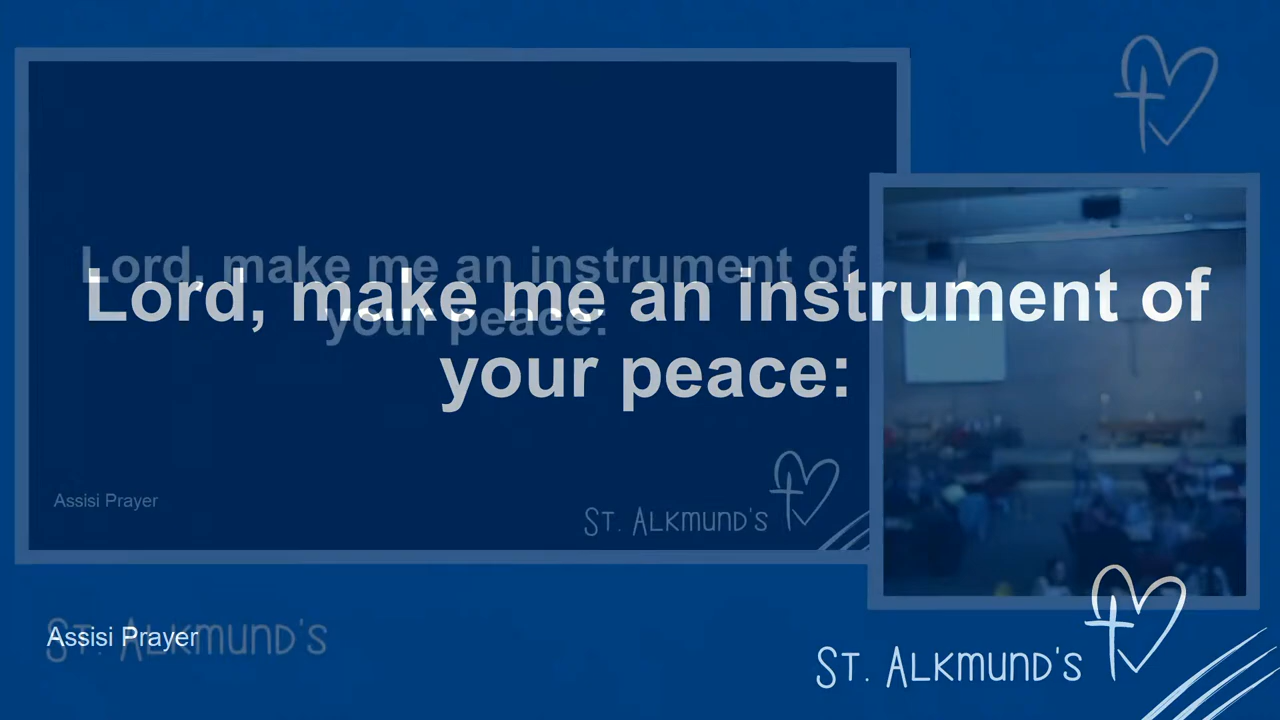 Lord, make me an instrument of
your peace:
Lord, make me an instrument of
your peace:
Assisi Prayer
St. Alkmund's
Assisi Prayer
St. Alkmund's
St. Alkmund's